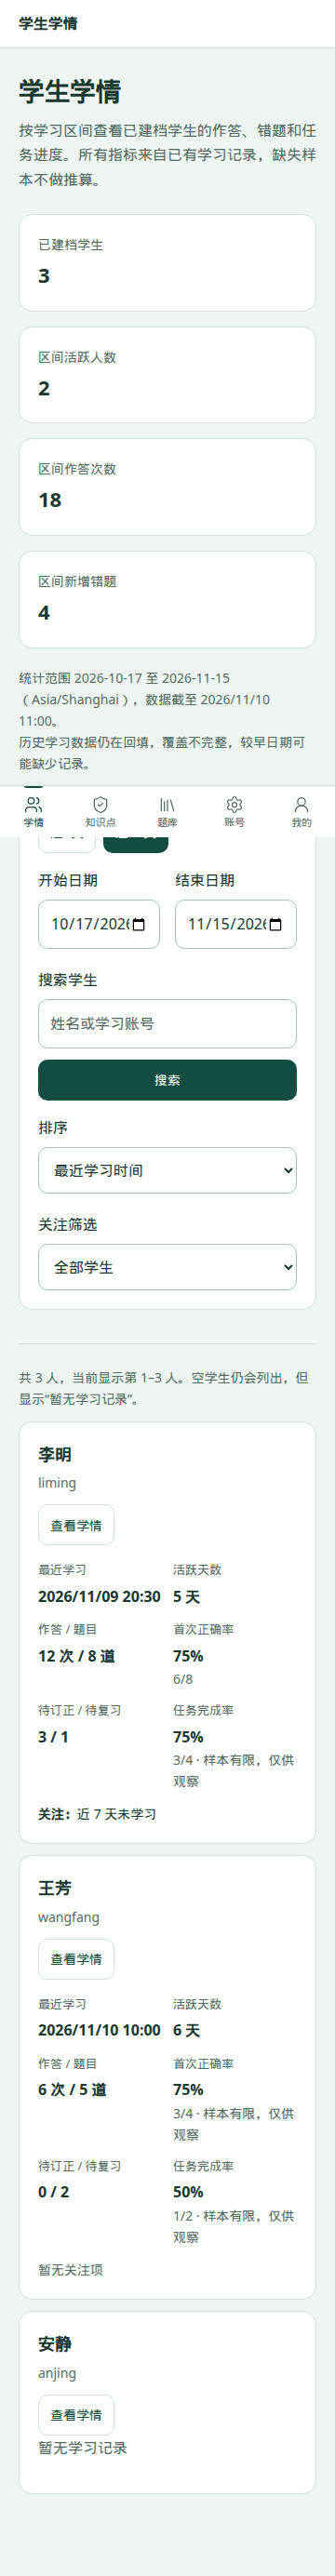 学生学情
学生学情
按学习区间查看已建档学生的作答、错题和任
务进度。所有指标来自已有学习记录，缺失样
本不做推算。
已建档学生
3
区间活跃人数
2
区间作答次数
18
区间新增错题
4
统计范围 2026-10-17 至 2026-11-15
（Asia/Shanghai），数据截至 2026/11/10
11:00。
历史学习数据仍在回填，覆盖不完整，较早日期可
能缺少记录。
学情 知识点 题库 账号 我的
开始日期 结束日期
10/17/2026 11/15/2026
搜索学生
姓名或学习账号
搜索
排序
最近学习时间
关注筛选
全部学生
共 3 人，当前显示第 1–3 人。空学生仍会列出，但
显示“暂无学习记录”。
李明
liming
查看学情
最近学习 活跃天数
2026/11/09 20:30 5 天
作答 / 题目 首次正确率
12 次 / 8 道 75%
6/8
待订正 / 待复习 任务完成率
3 / 1 75%
3/4 · 样本有限，仅供
观察
关注：近 7 天未学习
王芳
wangfang
查看学情
最近学习 活跃天数
2026/11/10 10:00 6 天
作答 / 题目 首次正确率
6 次 / 5 道 75%
3/4 · 样本有限，仅供
观察
待订正 / 待复习 任务完成率
0 / 2 50%
1/2 · 样本有限，仅供
观察
暂无关注项
安静
anjing
查看学情
暂无学习记录